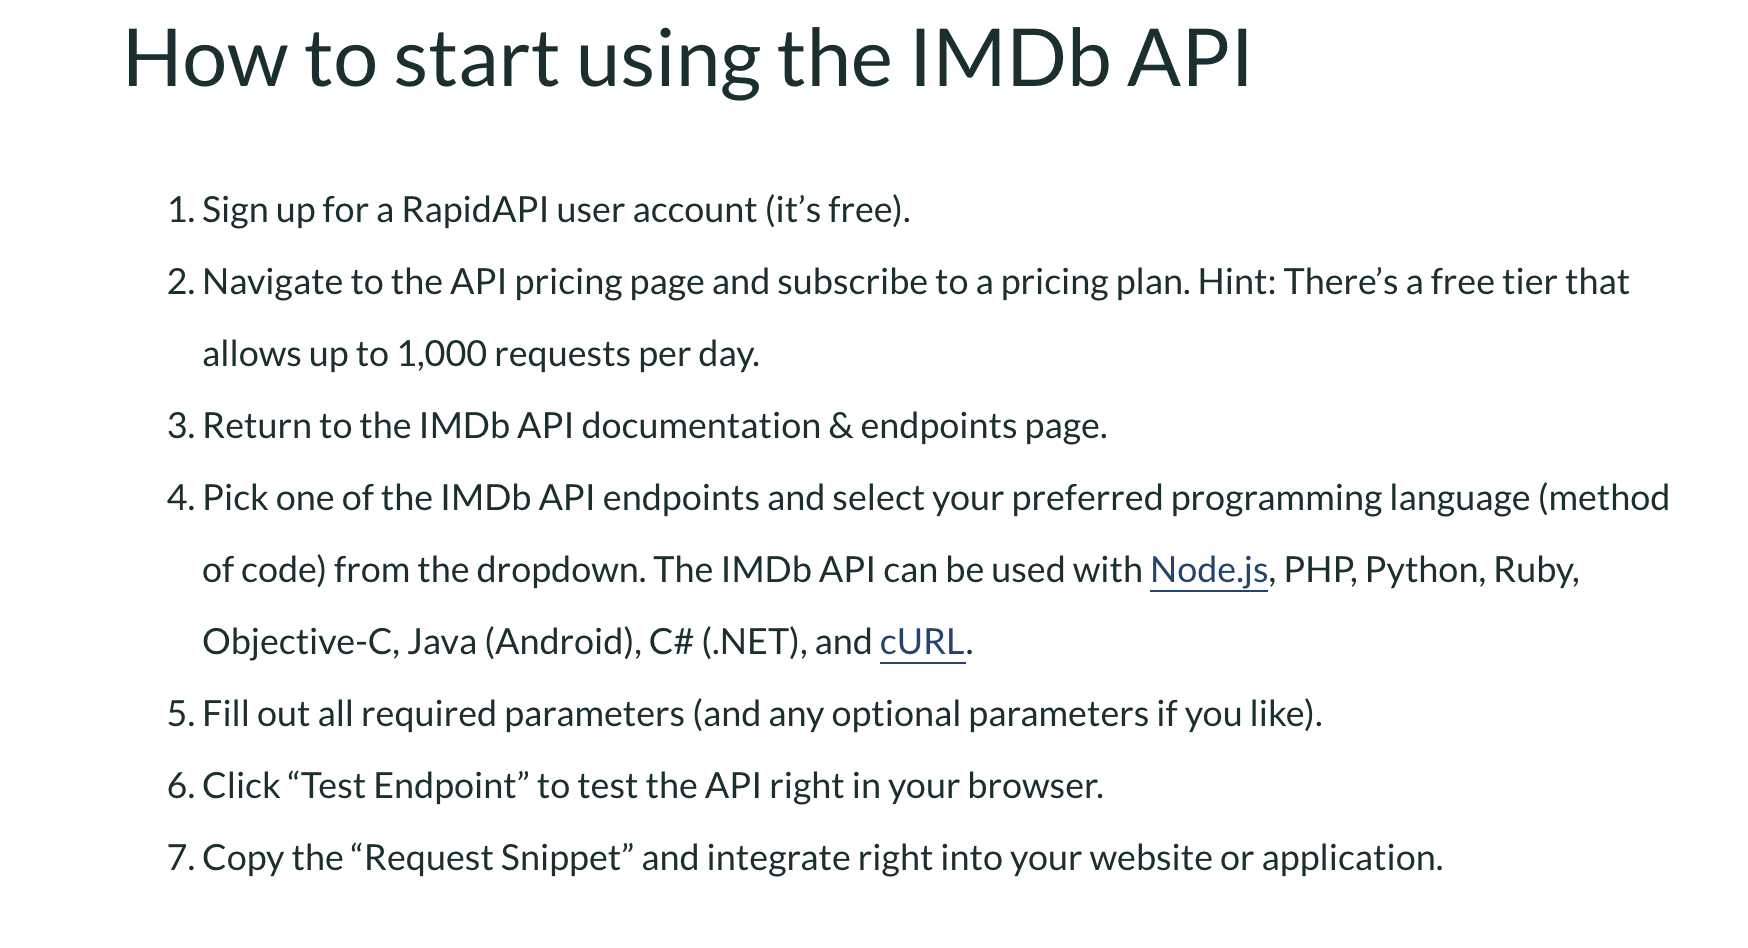 How to start using the IMDb API
1. Sign up for a RapidAPI user account (it’s free).
2. Navigate to the API pricing page and subscribe to a pricing plan. Hint: There’s a free tier that
allows up to 1,000 requests per day.
3. Return to the IMDb API documentation & endpoints page.
4. Pick one of the IMDb API endpoints and select your preferred programming language (method
of code) from the dropdown. The IMDb API can be used with Node.js, PHP, Python, Ruby,
Objective-C, Java (Android), C# (.NET), and cURL.
5. Fill out all required parameters (and any optional parameters if you like).
6. Click “Test Endpoint” to test the API right in your browser.
7. Copy the “Request Snippet” and integrate right into your website or application.